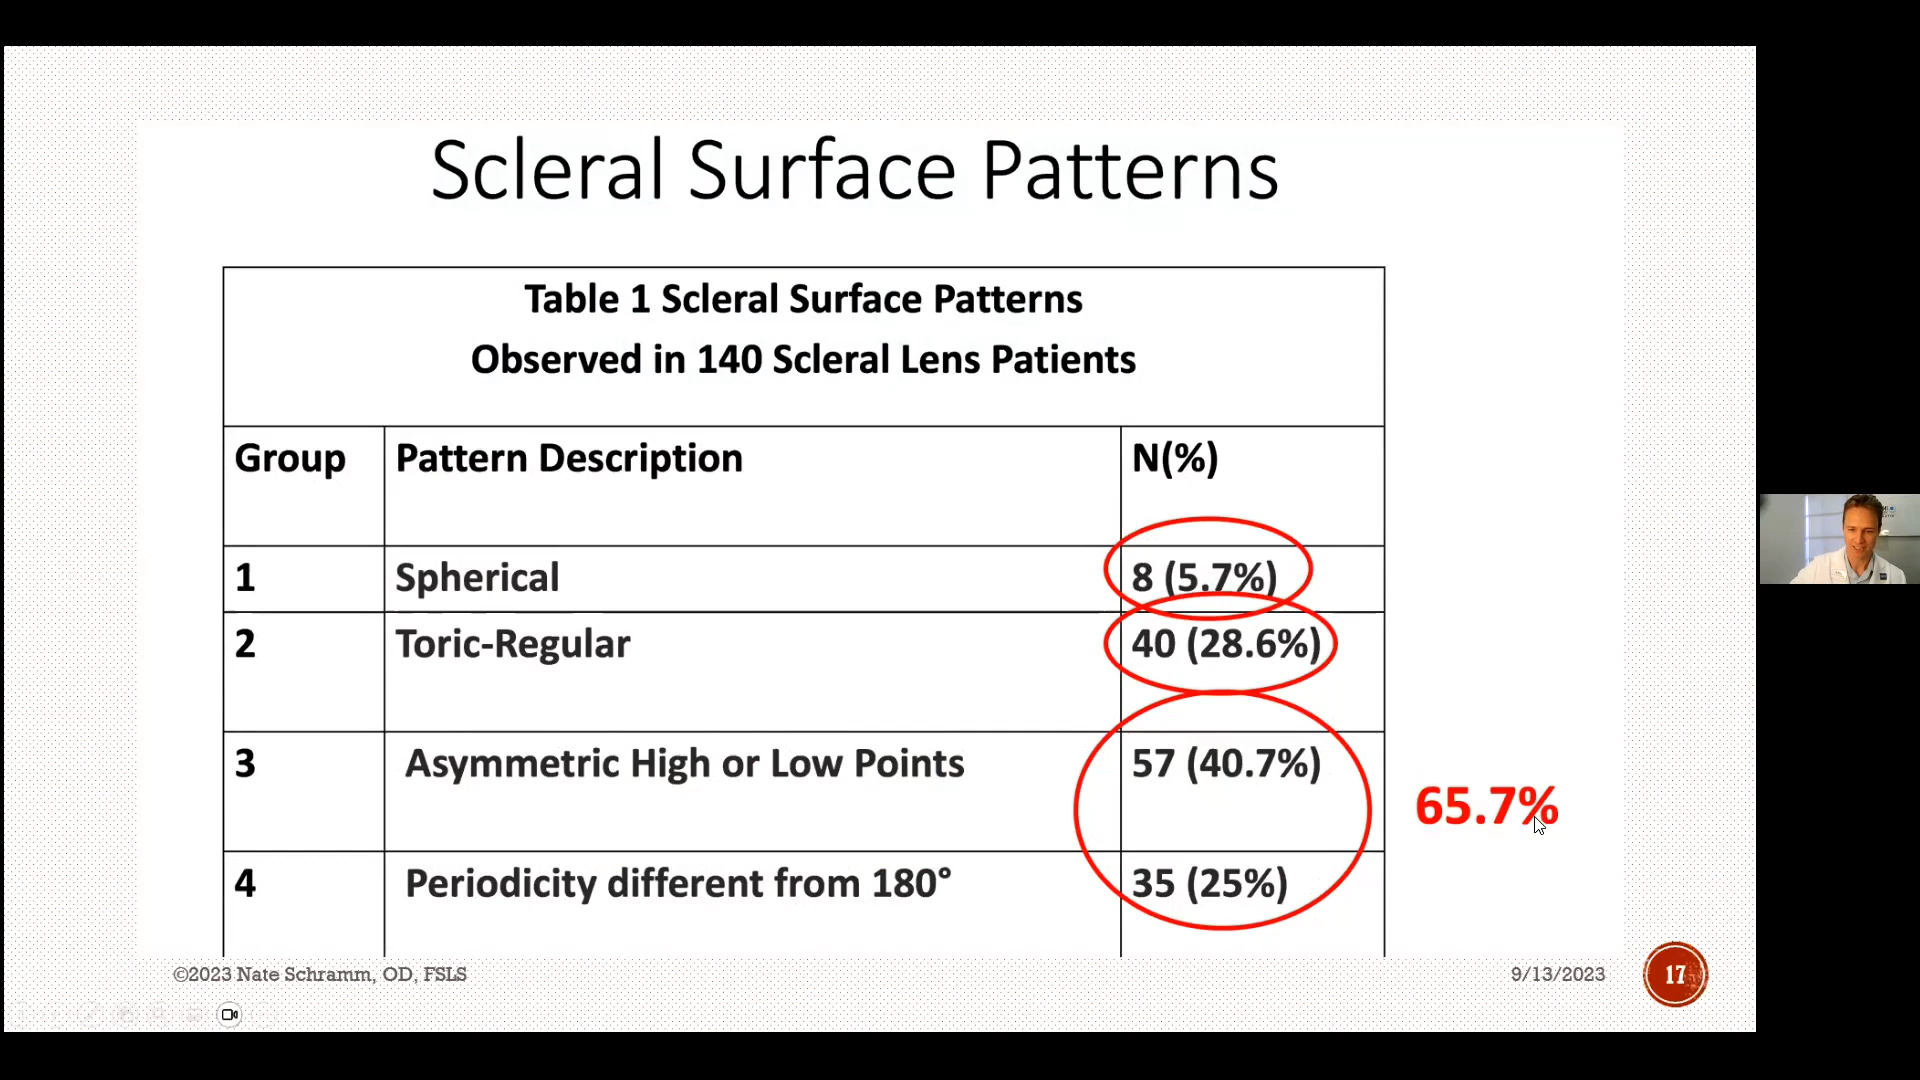 Scleral Surface Patterns
Table 1 Scleral Surface Patterns
Observed in 140 Scleral Lens Patients
Group Pattern Description N(%)
1 Spherical 8 (5.7%)
2 Toric-Regular 40 (28.6%)
3 Asymmetric High or Low Points 57 (40.7%)
65.7%
4 Periodicity different from 180° 35 (25%)
©2023 Nate Schramm, OD, FSLS 9/13/2023 17